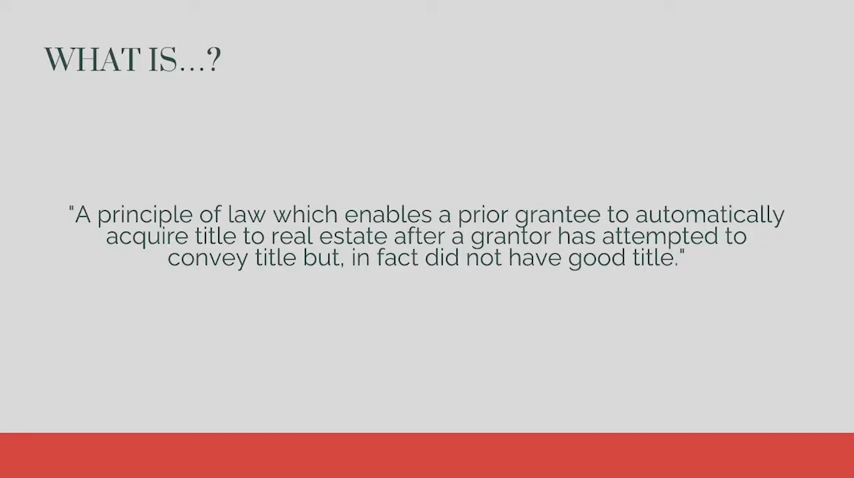 WHAT IS...?
"A principle of law which enables a prior grantee to automatically
acquire title to real estate after a grantor has attempted to
convey title but, in fact did not have good title."